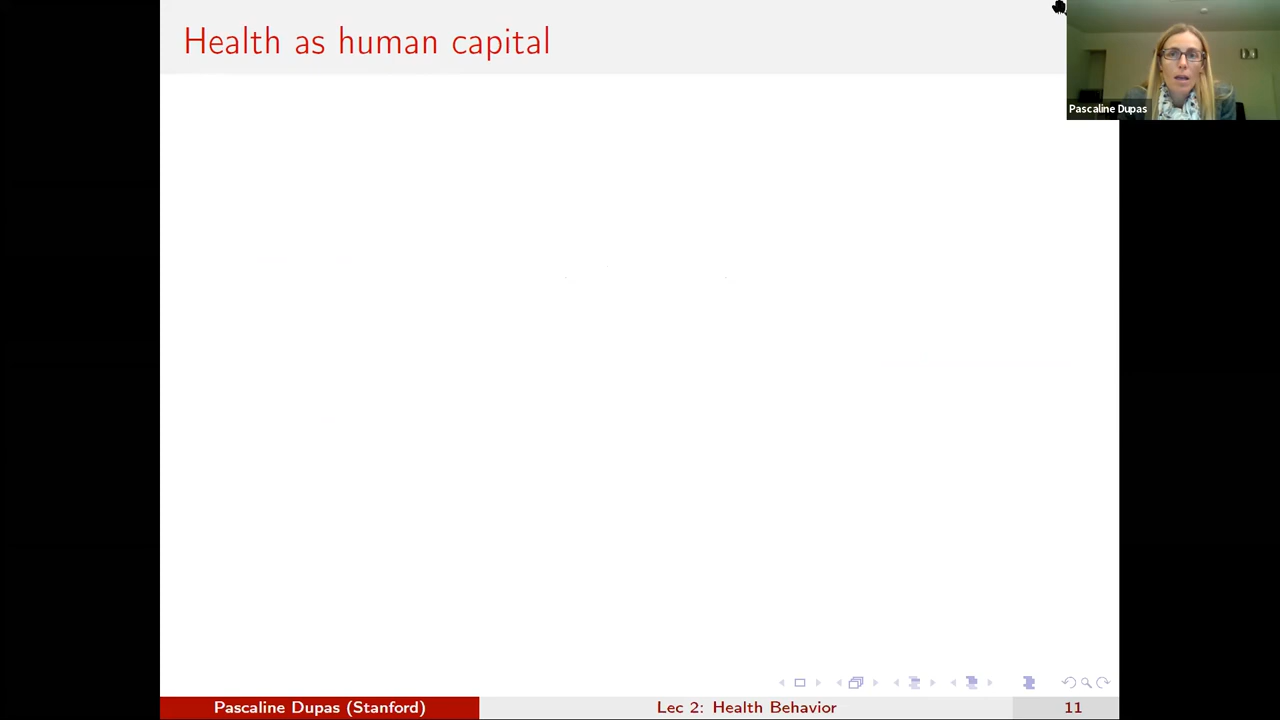 Health as human capital
Pascaline Dupas
Pascaline Dupas (Stanford)
Lec 2: Health Behavior
11